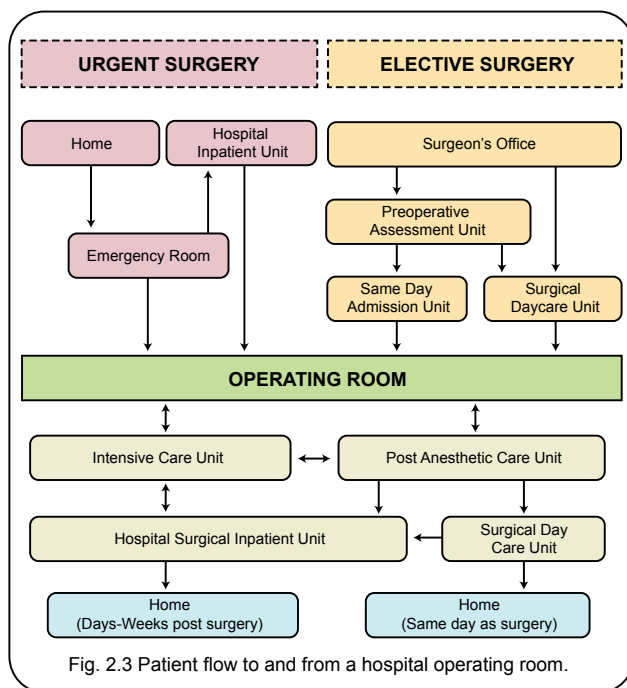 URGENT SURGERY
ELECTIVE SURGERY
Home
Hospital
Inpatient Unit
Surgeon's Office
Emergency Room
Preoperative
Assessment Unit
Same Day
Admission Unit
Surgical
Daycare Unit
OPERATING ROOM
Intensive Care Unit
Post Anesthetic Care Unit
Hospital Surgical Inpatient Unit
Surgical Day
Care Unit
Home
(Days-Weeks post surgery)
Home
(Same day as surgery)
Fig. 2.3 Patient flow to and from a hospital operating room.